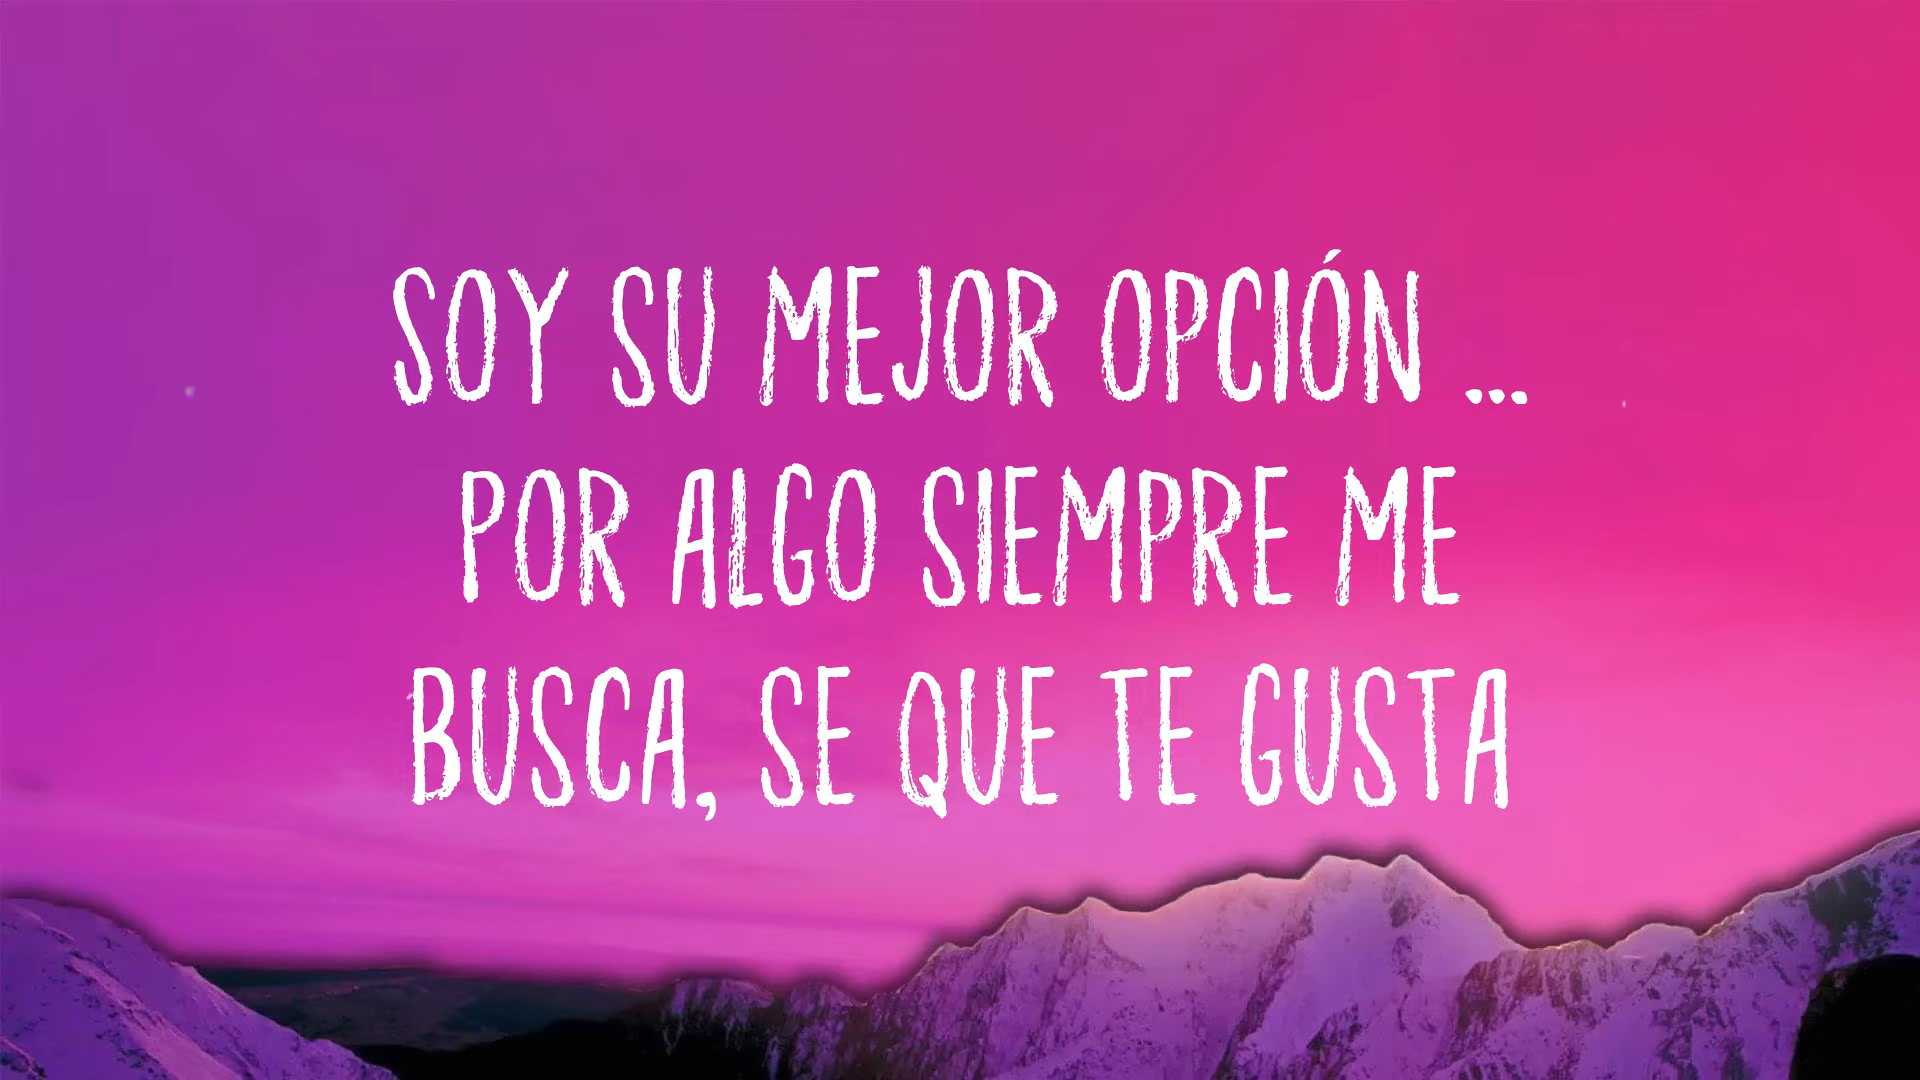 SOY SU MEJOR OPCIÓN ...
POR ALGO SIEMPRE ME
BUSCA, SE QUE TE GUSTA